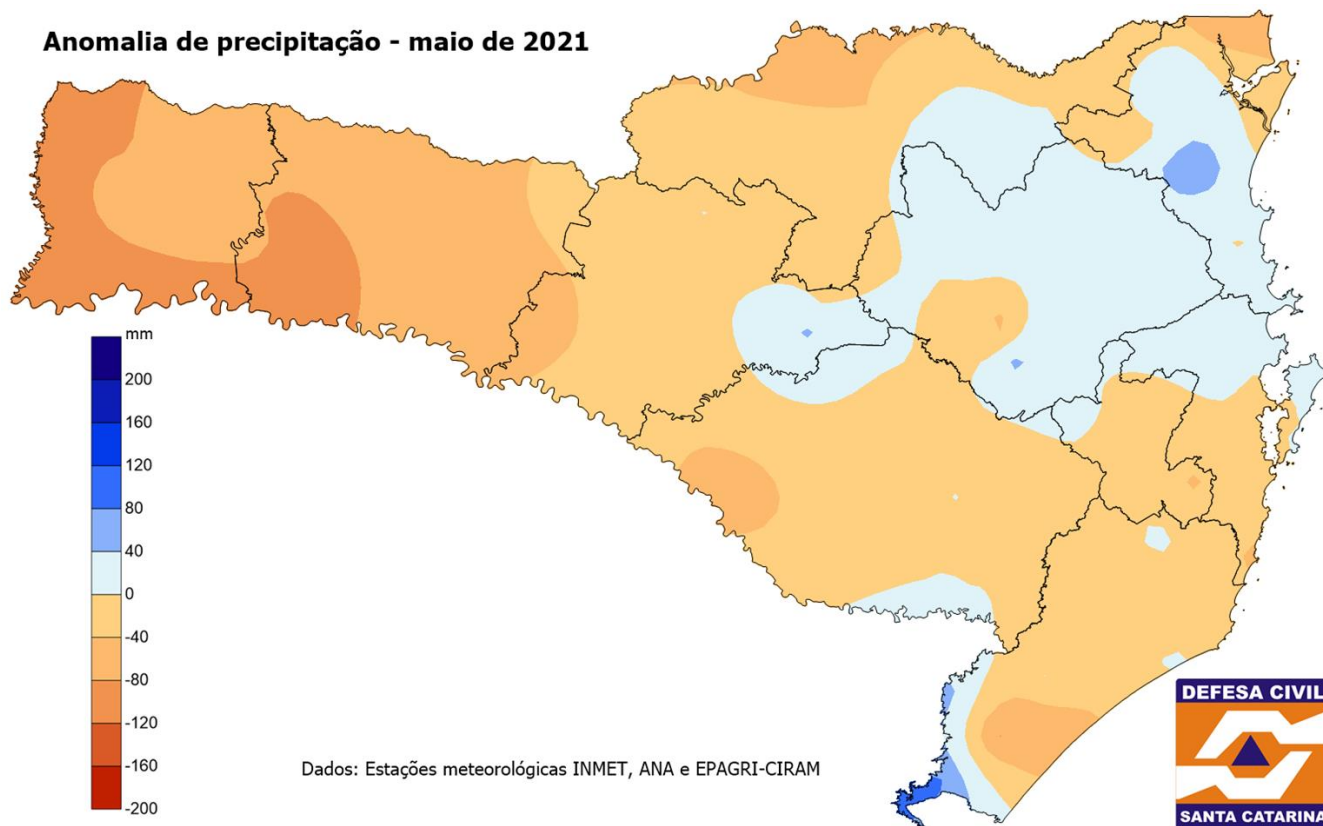 Anomalia de precipitação - maio de 2021
mm
200
160
120
80
40
0
-40
-80
-120
-160
-200
Dados: Estações meteorológicas INMET, ANA e EPAGRI-CIRAM
DEFESA CIVIL
SANTA CATARINA